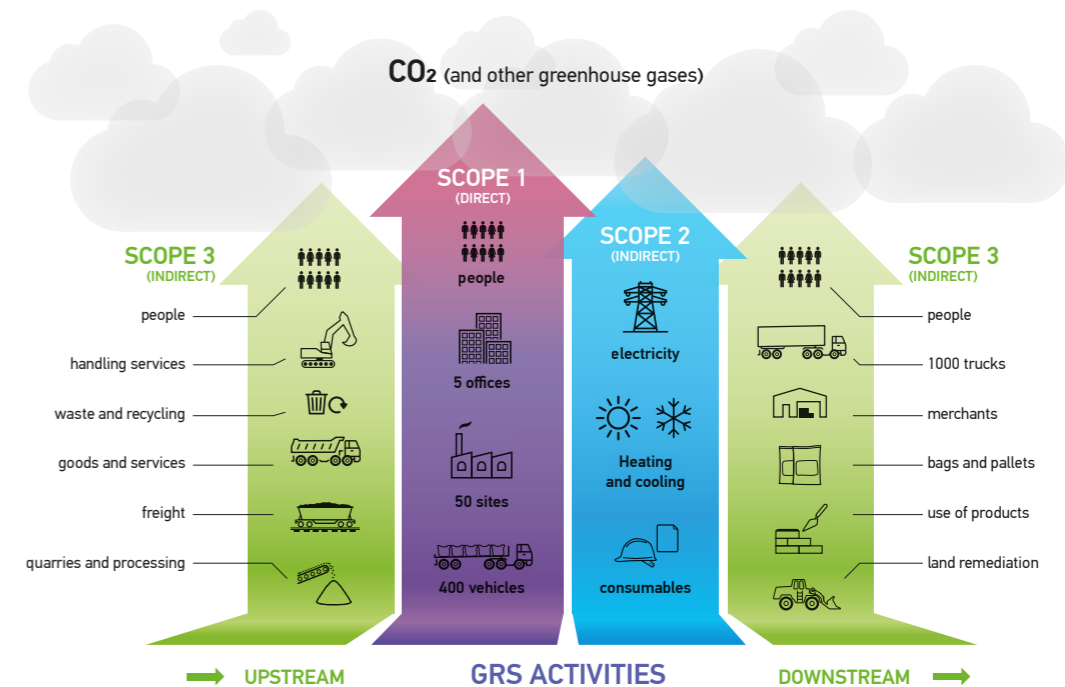 CO₂ (and other greenhouse gases)
SCOPE 3
(INDIRECT)
people
handling services
waste and recycling
goods and services
freight
quarries and processing
SCOPE 1
(DIRECT)
people
5 offices
50 sites
400 vehicles
SCOPE 2
(INDIRECT)
electricity
Heating
and cooling
consumables
SCOPE 3
(INDIRECT)
people
1000 trucks
merchants
bags and pallets
use of products
land remediation
UPSTREAM
GRS ACTIVITIES
DOWNSTREAM